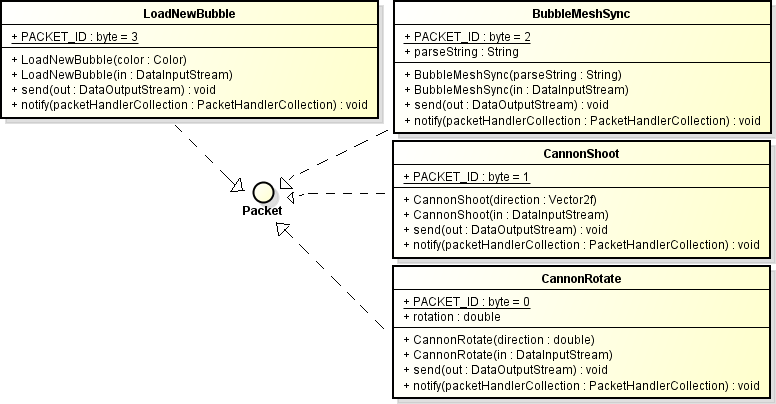 LoadNewBubble
+ PACKET_ID : byte = 3
+ LoadNewBubble(color : Color)
+ LoadNewBubble(in : DataInputStream)
+ send(out : DataOutputStream) : void
+ notify(packetHandlerCollection : PacketHandlerCollection) : void
BubbleMeshSync
+ PACKET_ID : byte = 2
+ parseString : String
+ BubbleMeshSync(parseString : String)
+ BubbleMeshSync(in : DataInputStream)
+ send(out : DataOutputStream) : void
+ notify(packetHandlerCollection : PacketHandlerCollection) : void
Packet
CannonShoot
+ PACKET_ID : byte = 1
+ CannonShoot(direction : Vector2f)
+ CannonShoot(in : DataInputStream)
+ send(out : DataOutputStream) : void
+ notify(packetHandlerCollection : PacketHandlerCollection) : void
CannonRotate
+ PACKET_ID : byte = 0
+ rotation : double
+ CannonRotate(direction : double)
+ CannonRotate(in : DataInputStream)
+ send(out : DataOutputStream) : void
+ notify(packetHandlerCollection : PacketHandlerCollection) : void